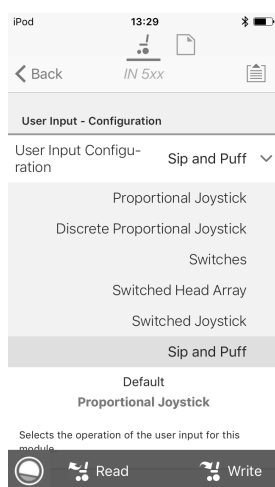 iPod 13:29
Back IN 5xx
User Input - Configuration
User Input Configu-
ration
Sip and Puff
Proportional Joystick
Discrete Proportional Joystick
Switches
Switched Head Array
Switched Joystick
Sip and Puff
Default
Proportional Joystick
Selects the operation of the user input for this
module
Read Write